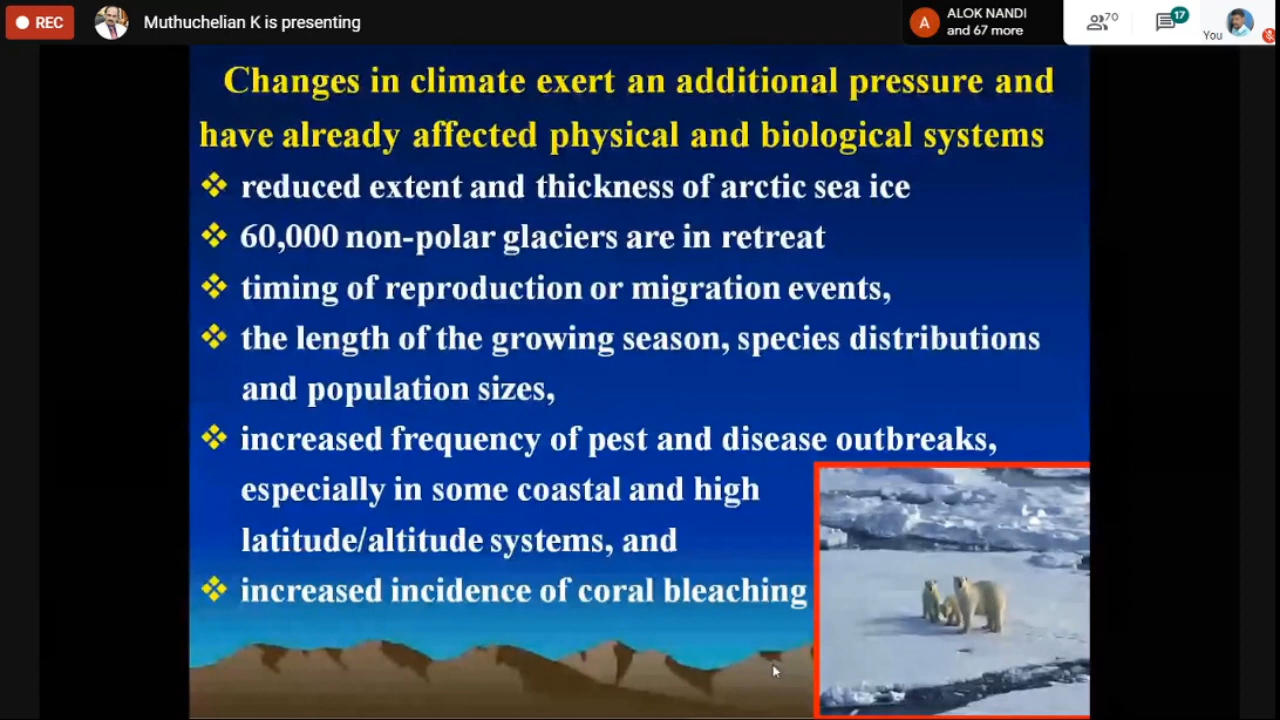 REC
Muthuchelian K is presenting
A
ALOK NANDI
and 67 more
70
17
You
Changes in climate exert an additional pressure and
have already affected physical and biological systems
❖ reduced extent and thickness of arctic sea ice
❖ 60,000 non-polar glaciers are in retreat
❖ timing of reproduction or migration events,
❖ the length of the growing season, species distributions
and population sizes,
❖ increased frequency of pest and disease outbreaks,
especially in some coastal and high
latitude/altitude systems, and
❖ increased incidence of coral bleaching